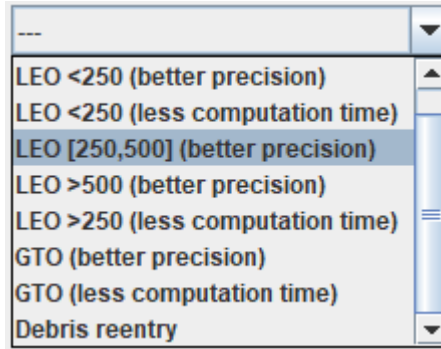 ---
LEO <250 (better precision)
LEO <250 (less computation time)
LEO [250,500] (better precision)
LEO >500 (better precision)
LEO >250 (less computation time)
GTO (better precision)
GTO (less computation time)
Debris reentry